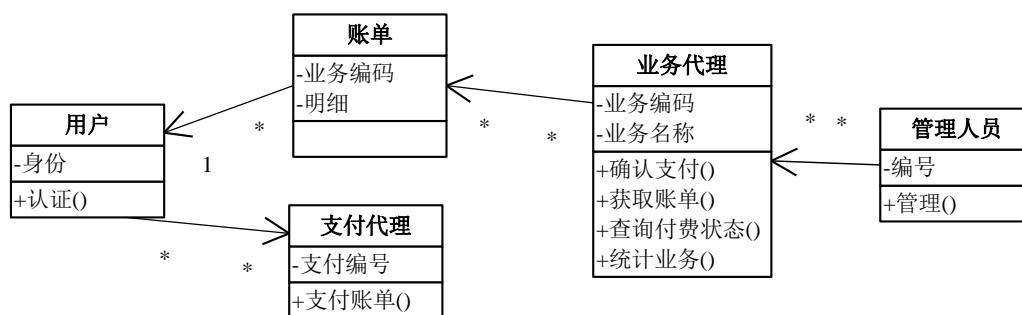 账单
-业务编码
-明细
业务代理
-业务编码
-业务名称
+确认支付()
+获取账单()
+查询付费状态()
+统计业务()
管理人员
-编号
+管理()
用户
-身份
+认证()
支付代理
-支付编号
+支付账单()
*
1
*
*
*
*
*
*